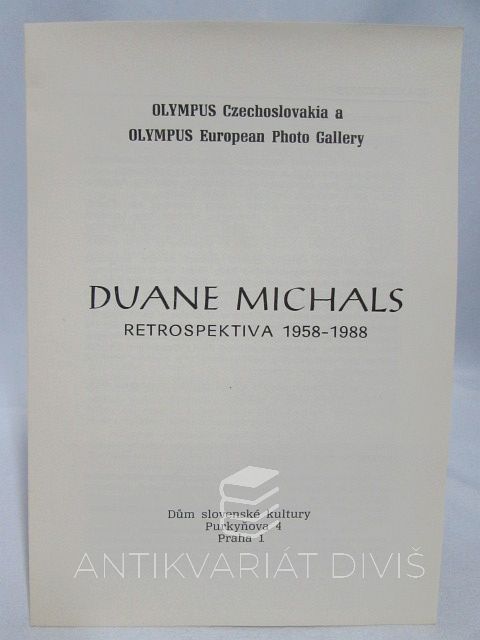 OLYMPUS Czechoslovakia a
OLYMPUS European Photo Gallery
DUANE MICHALS
RETROSPEKTIVA 1958-1988
Dům slovenské kultury
Purkyňova 4
Praha 1
ANTIKVARIÁT DIVIŠ